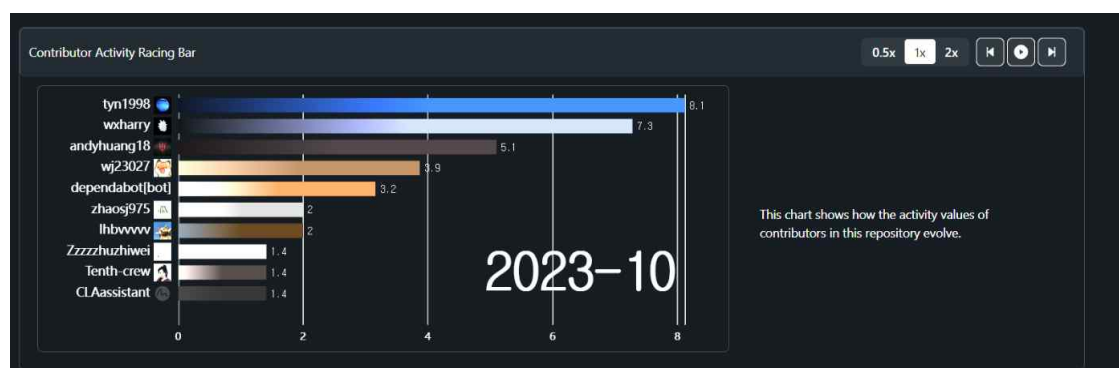 Contributor Activity Racing Bar
0.5x 1x 2x
tyn1998 8.1
wxharry 7.3
andyhuang18 5.1
wj23027 3.9
dependabot[bot] 3.2
zhaosj975 2
lhbvvvvv 2
Zzzzzhuzhiwei 1.4
Tenth-crew 1.4
CLAassistant 1.4
2023-10
0 2 4 6 8
This chart shows how the activity values of
contributors in this repository evolve.